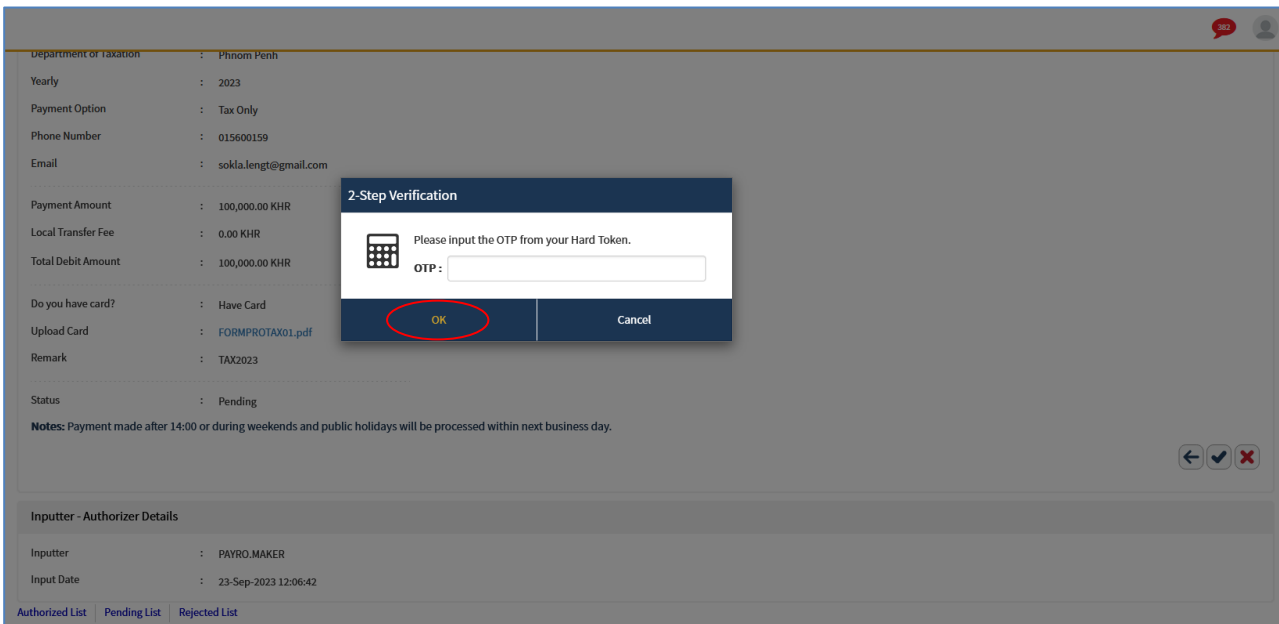 382
Department of Taxation : Phnom Penh
Yearly : 2023
Payment Option : Tax Only
Phone Number : 015600159
Email : sokla.lengt@gmail.com
2-Step Verification
Please input the OTP from your Hard Token.
OTP :
OK Cancel
Payment Amount : 100,000.00 KHR
Local Transfer Fee : 0.00 KHR
Total Debit Amount : 100,000.00 KHR
Do you have card? : Have Card
Upload Card : FORMPROTAX01.pdf
Remark : TAX2023
Status : Pending
Notes: Payment made after 14:00 or during weekends and public holidays will be processed within next business day.
Inputter - Authorizer Details
Inputter : PAYRO.MAKER
Input Date : 23-Sep-2023 12:06:42
Authorized List Pending List Rejected List